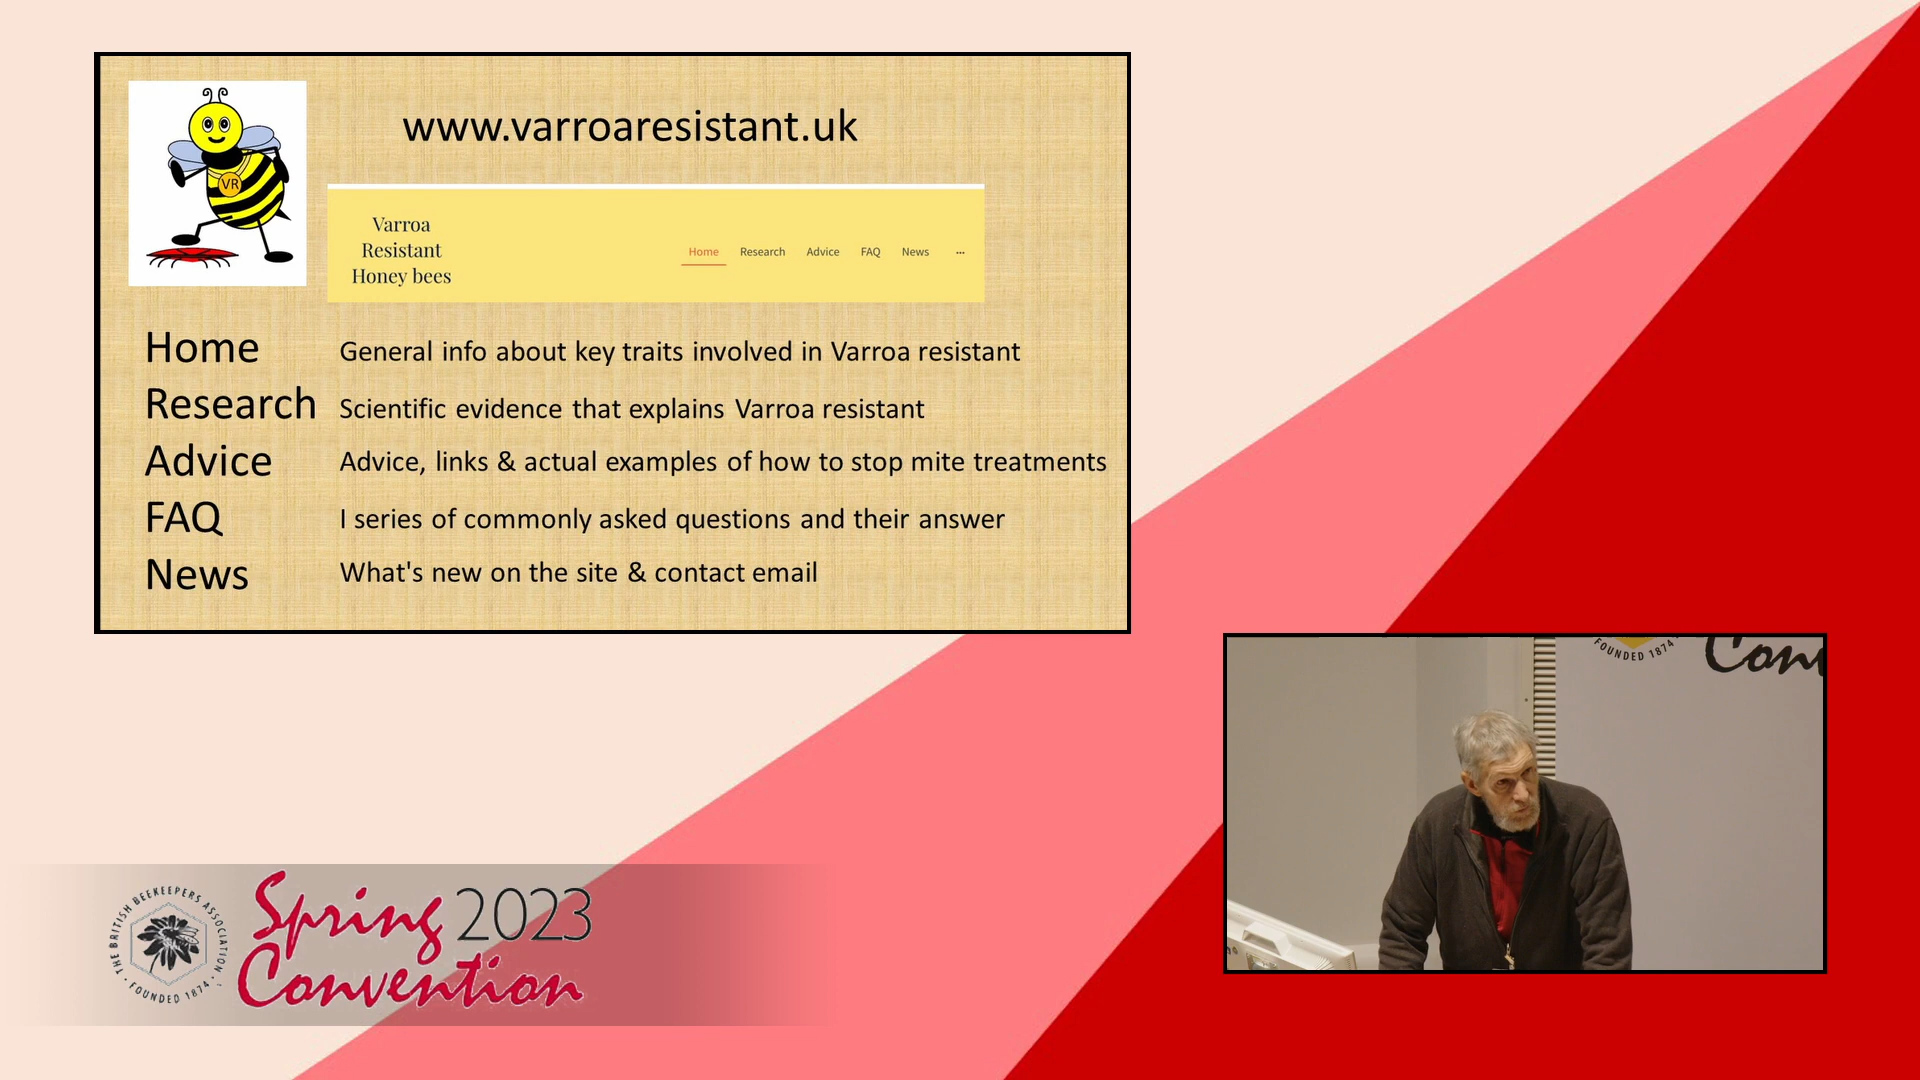 www.varroaresistant.uk
VR
Varroa
Resistant
Honey bees
Home Research Advice FAQ News ...
Home General info about key traits involved in Varroa resistant
Research Scientific evidence that explains Varroa resistant
Advice Advice, links & actual examples of how to stop mite treatments
FAQ I series of commonly asked questions and their answer
News What's new on the site & contact email
FOUNDED 1874
Conv
THE BRITISH BEEKEEPERS ASSOCIATION
FOUNDED 1874
Spring 2023
Convention